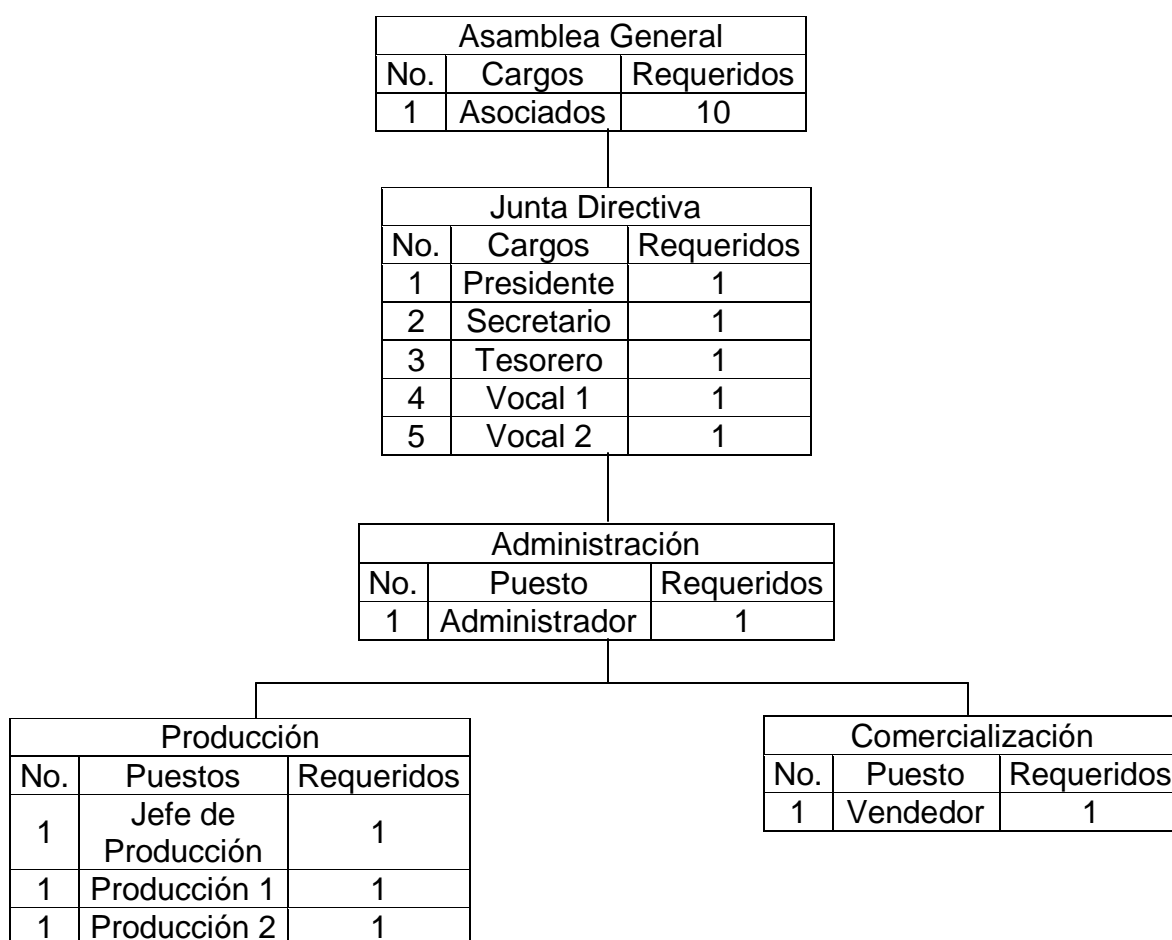 Asamblea General
No. Cargos Requeridos
1 Asociados 10
Junta Directiva
No. Cargos Requeridos
1 Presidente 1
2 Secretario 1
3 Tesorero 1
4 Vocal 1 1
5 Vocal 2 1
Administración
No. Puesto Requeridos
1 Administrador 1
Producción
No. Puestos Requeridos
1 Jefe de
Producción 1
1 Producción 1 1
1 Producción 2 1
Comercialización
No. Puesto Requeridos
1 Vendedor 1